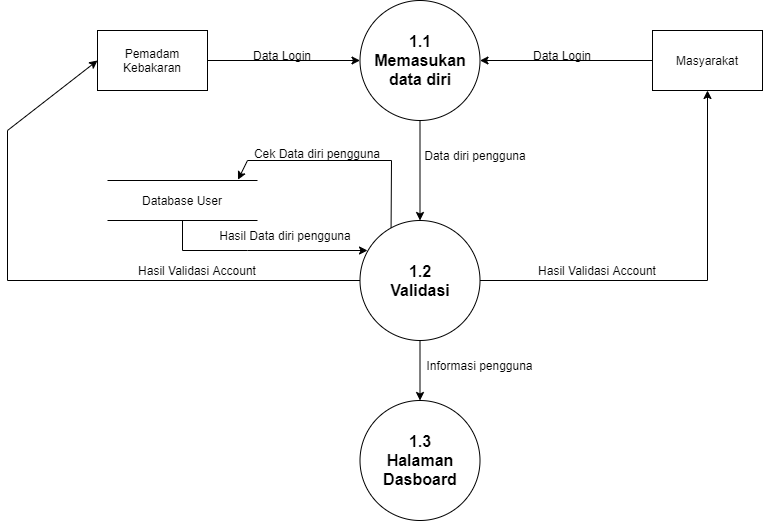 Pemadam
Kebakaran
Data Login
1.1
Memasukan
data diri
Data Login
Masyarakat
Cek Data diri pengguna
Data diri pengguna
Database User
Hasil Data diri pengguna
Hasil Validasi Account
1.2
Validasi
Hasil Validasi Account
Informasi pengguna
1.3
Halaman
Dasboard